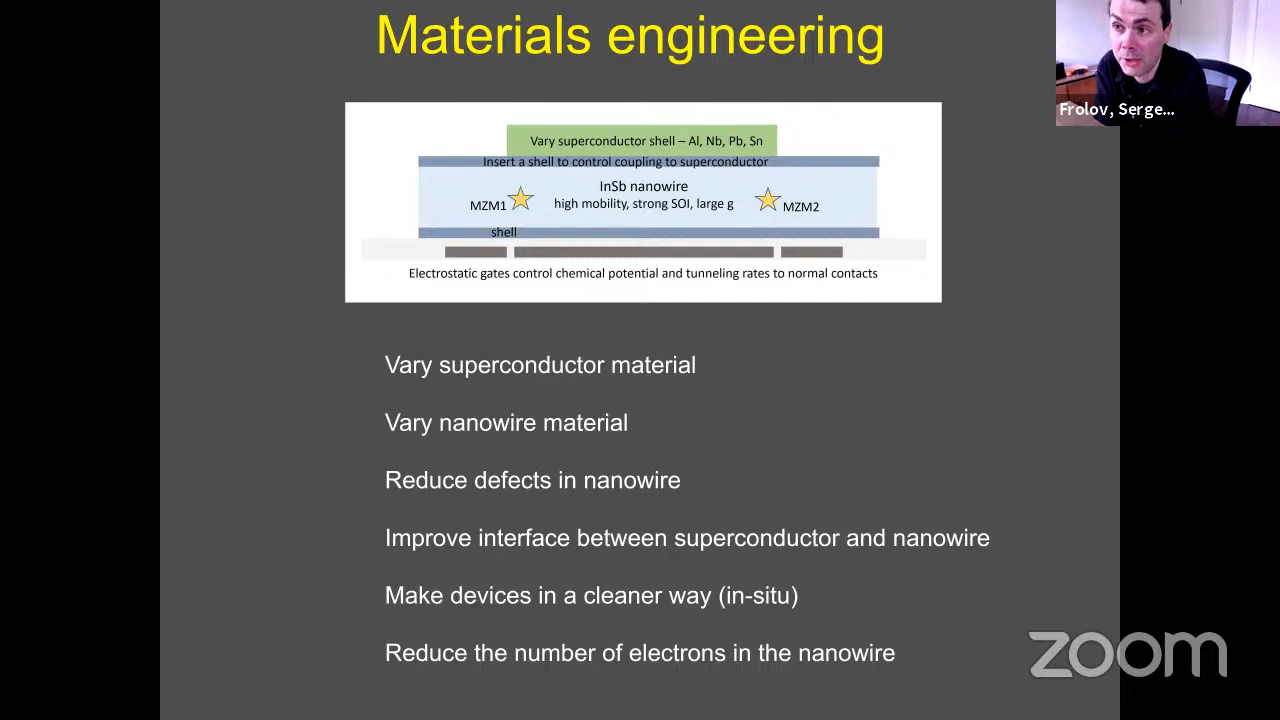 Materials engineering
Frolov, Serge...
Vary superconductor shell – Al, Nb, Pb, Sn
Insert a shell to control coupling to superconductor
InSb nanowire
MZM1
high mobility, strong SOI, large g
MZM2
shell
Electrostatic gates control chemical potential and tunneling rates to normal contacts
Vary superconductor material
Vary nanowire material
Reduce defects in nanowire
Improve interface between superconductor and nanowire
Make devices in a cleaner way (in-situ)
Reduce the number of electrons in the nanowire
zoom